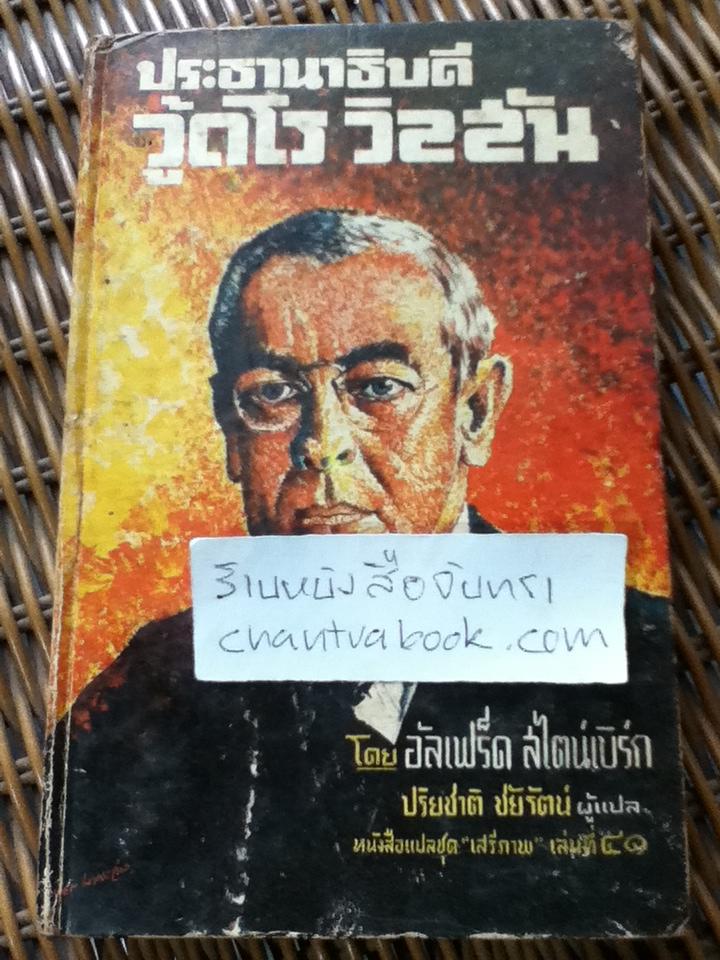 ประธานาธิบดี
วู้ดโร วิลสัน
ร้านหนังสือจันทรา
chantrabook.com
โดย อัลเฟร็ด สไตน์เบิร์ก
ปริยชาติ ชัยรัตน์ ผู้แปล
หนังสือแปลชุด "เสรีภาพ" เล่มที่ ๔๑